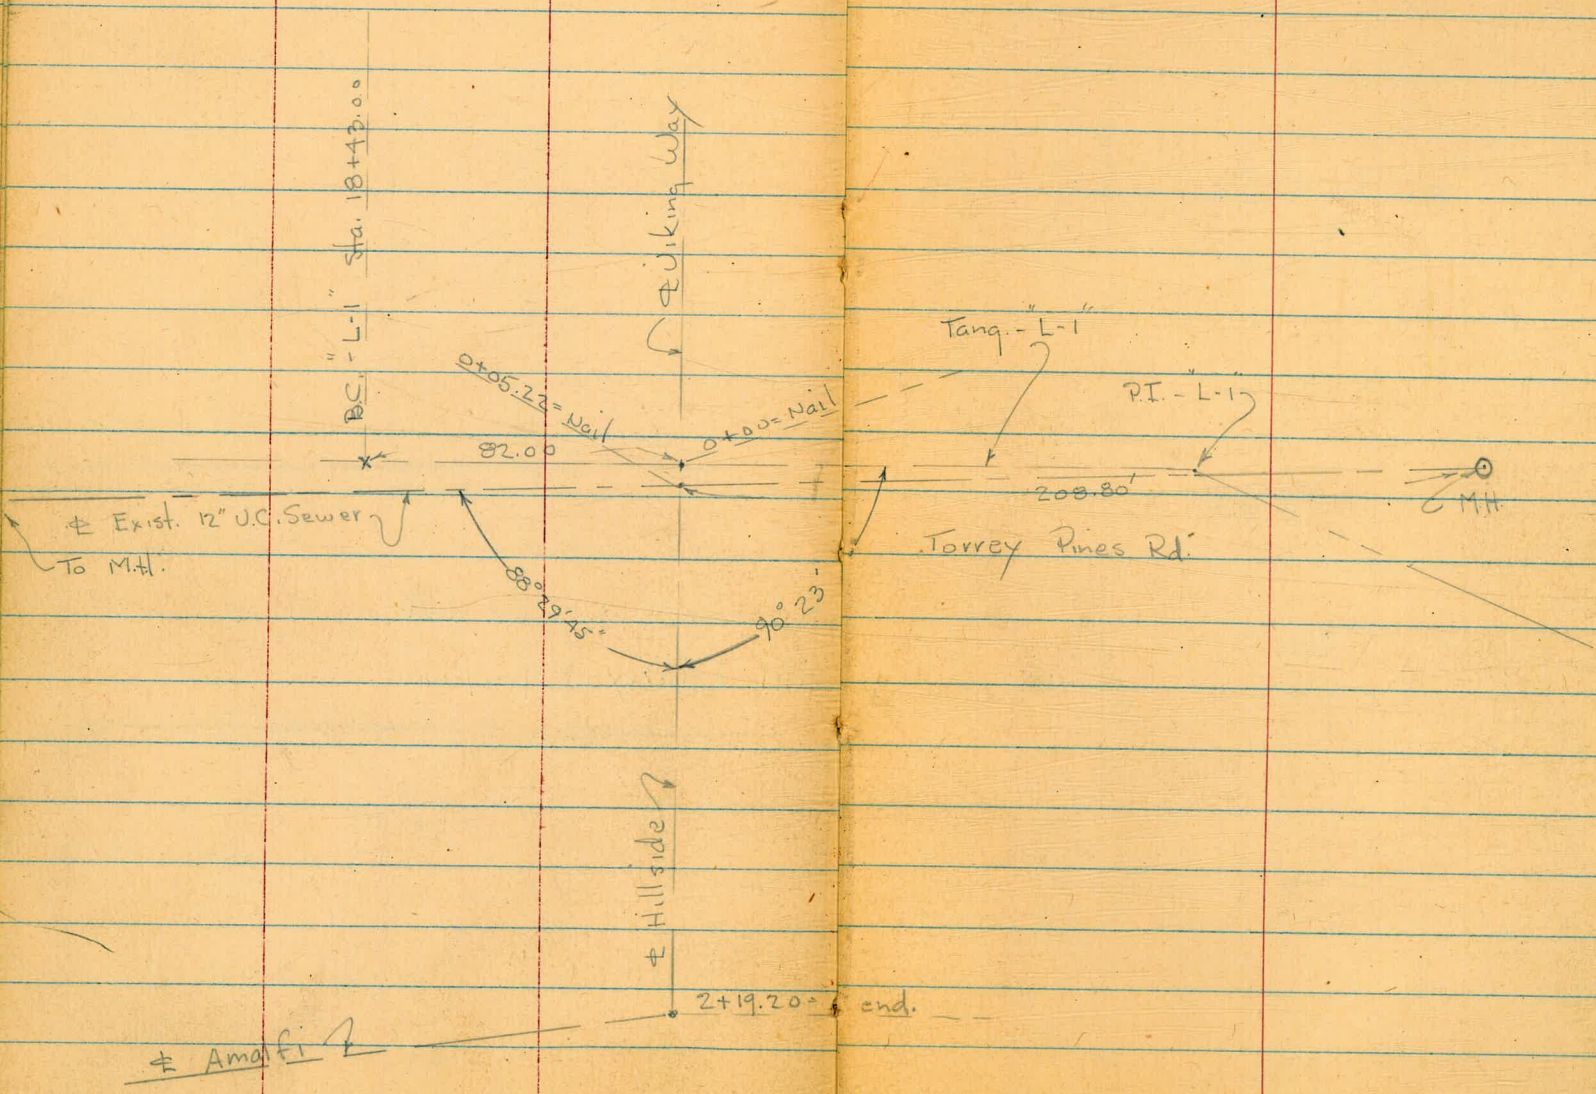 B.C. - "L-1" Sta. 18+43.00
℄ Viking Way
Tang. - "L-1"
P.I. - "L-1"
0+05.22 = Nail
0+00 = Nail
82.00
208.80'
M.H.
℄ Exist. 12" V.C. Sewer
To M.H.
Torrey Pines Rd.
88° 29' 45"
90° 23'
℄ Hillside
2+19.20 = end.
℄ Amalfi